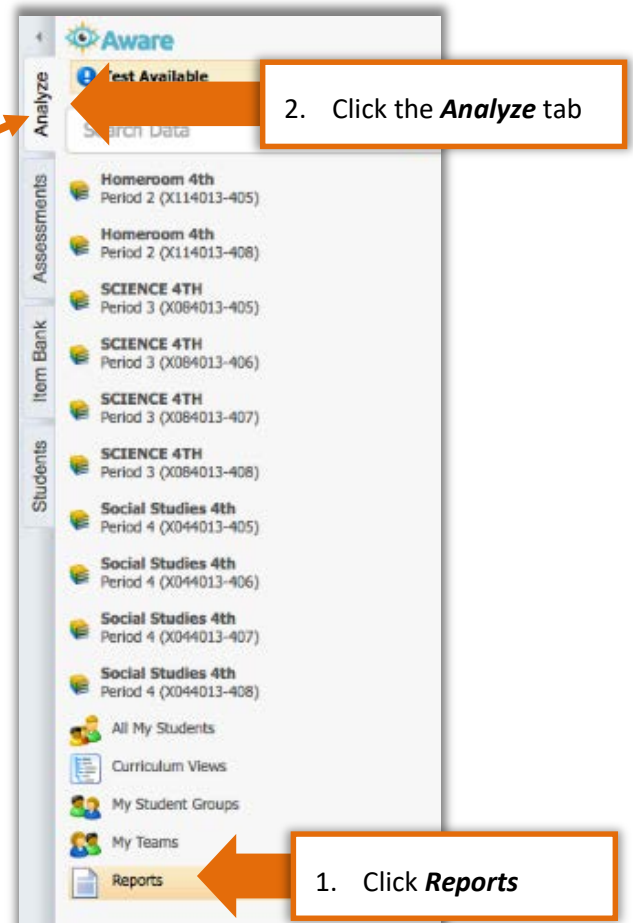 Aware
Test Available
2. Click the Analyze tab
Search Data
Analyze
Assessments
Item Bank
Students
Homeroom 4th
Period 2 (X114013-405)
Homeroom 4th
Period 2 (X114013-408)
SCIENCE 4TH
Period 3 (X084013-405)
SCIENCE 4TH
Period 3 (X084013-406)
SCIENCE 4TH
Period 3 (X084013-407)
SCIENCE 4TH
Period 3 (X084013-408)
Social Studies 4th
Period 4 (X044013-405)
Social Studies 4th
Period 4 (X044013-406)
Social Studies 4th
Period 4 (X044013-407)
Social Studies 4th
Period 4 (X044013-408)
All My Students
Curriculum Views
My Student Groups
My Teams
Reports
1. Click Reports